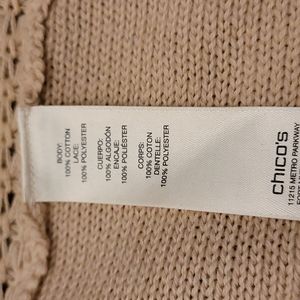 BODY:
100% COTTON
LACE:
100% POLYESTER
CUERPO:
100% ALGODÓN
ENCAJE:
100% POLIÉSTER
CORPS:
100% COTON
DENTELLE:
100% POLYESTER
chico's
11215 METRO PARKWAY